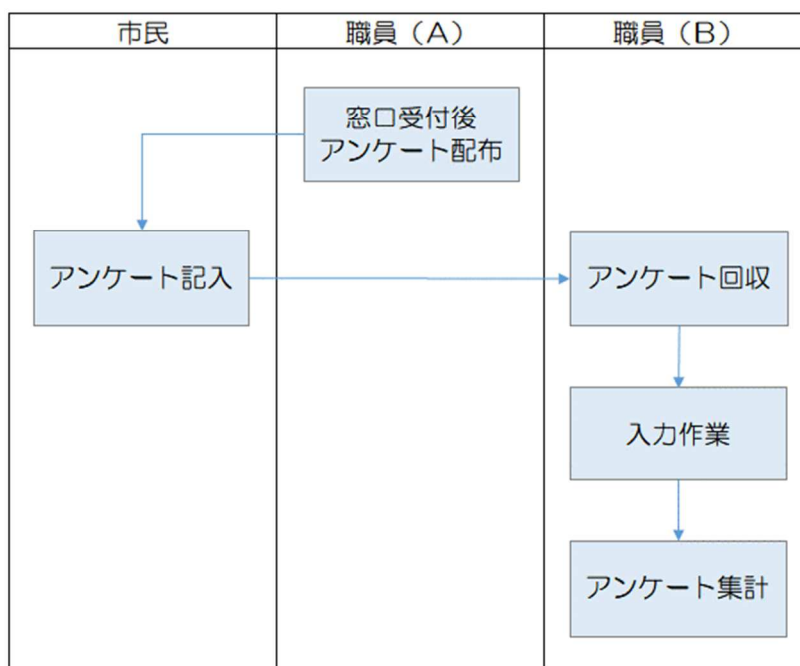 市民
職員（A）
職員（B）
窓口受付後
アンケート配布
アンケート記入
アンケート回収
入力作業
アンケート集計